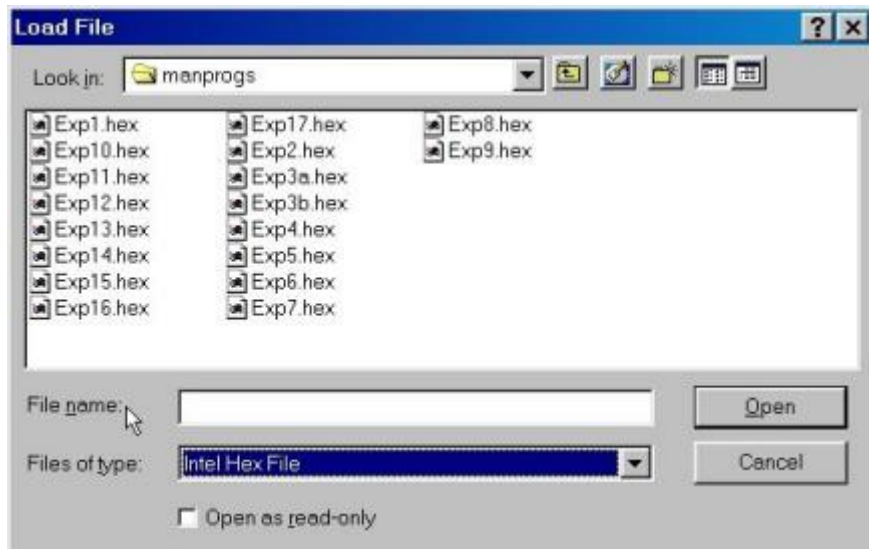 Load File
Look in: manprogs
Exp1.hex Exp17.hex Exp8.hex
Exp10.hex Exp2.hex Exp9.hex
Exp11.hex Exp3a.hex
Exp12.hex Exp3b.hex
Exp13.hex Exp4.hex
Exp14.hex Exp5.hex
Exp15.hex Exp6.hex
Exp16.hex Exp7.hex
File name: Open
Files of type: Intel Hex File Cancel
Open as read-only